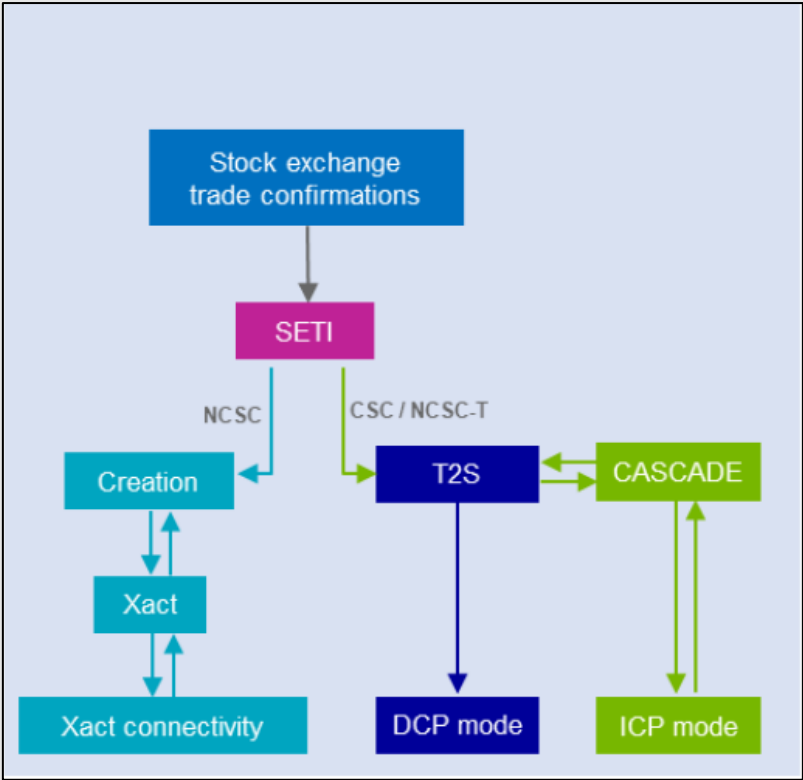 Stock exchange
trade confirmations
SETI
NCSC
CSC / NCSC-T
Creation
T2S
CASCADE
Xact
Xact connectivity
DCP mode
ICP mode